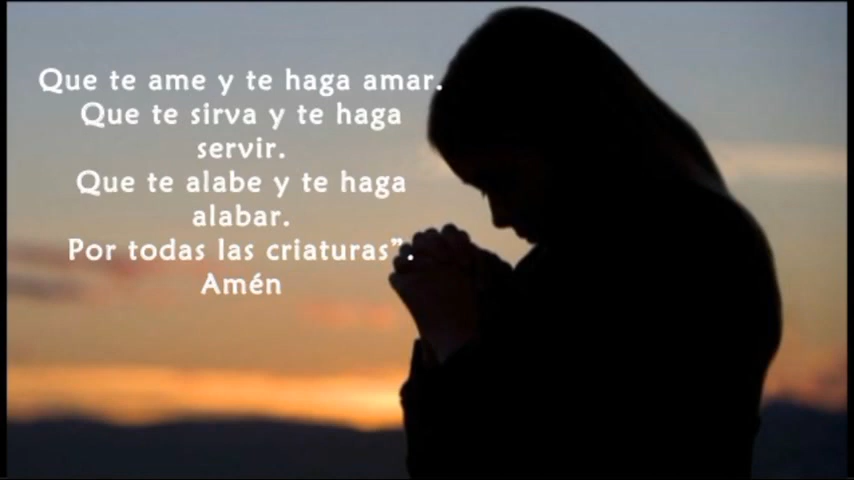 Que te ame y te haga amar.
Que te sirva y te haga
servir.
Que te alabe y te haga
alabar.
Por todas las criaturas”.
Amén